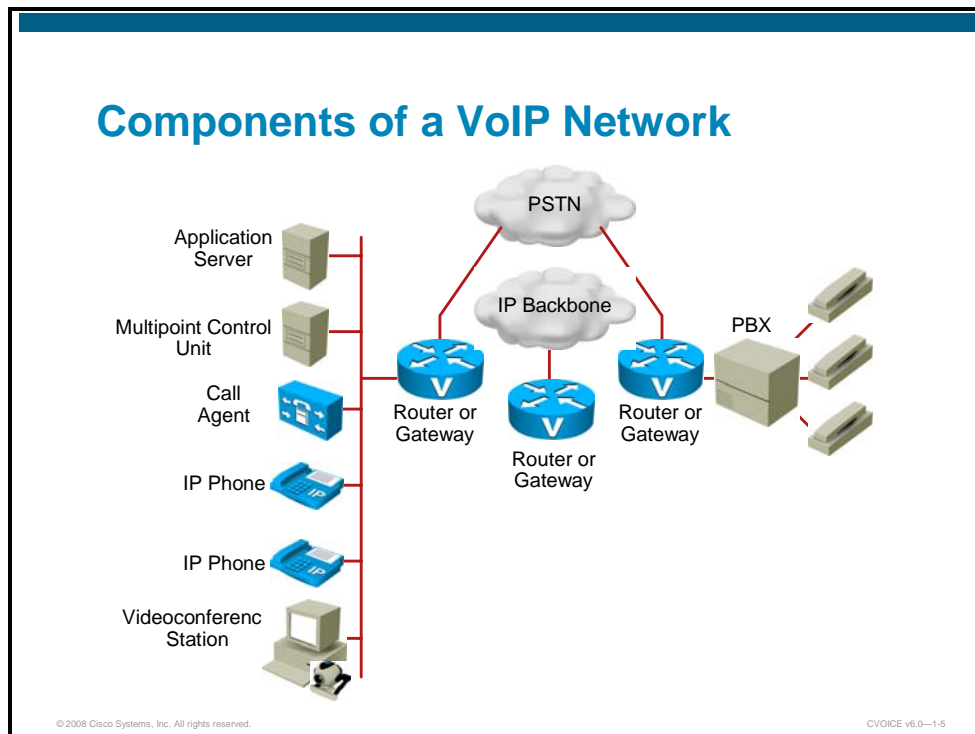 Components of a VoIP Network
PSTN
Application
Server
IP Backbone
PBX
Multipoint Control
Unit
V
V
V
Call
Agent
Router or
Gateway
Router or
Gateway
Router or
Gateway
IP Phone
IP
IP Phone
IP
Videoconferenc
Station
© 2008 Cisco Systems, Inc. All rights reserved.
CVOICE v6.0—1-5